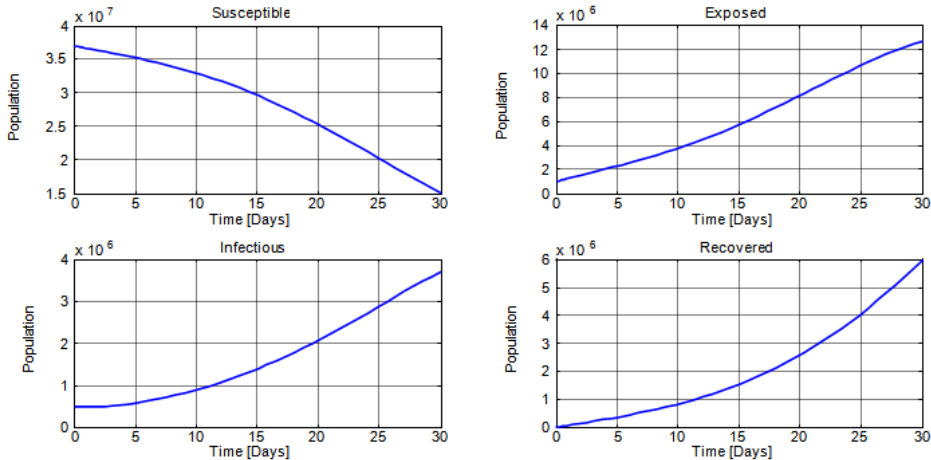 Susceptible
x 10 7
4
3.5
3
2.5
2
1.5
Population
0 5 10 15 20 25 30
Time [Days]
Exposed
x 10 6
14
12
10
8
6
4
2
0
Population
0 5 10 15 20 25 30
Time [Days]
Infectious
x 10 6
4
3
2
1
0
Population
0 5 10 15 20 25 30
Time [Days]
Recovered
x 10 6
6
5
4
3
2
1
0
Population
0 5 10 15 20 25 30
Time [Days]